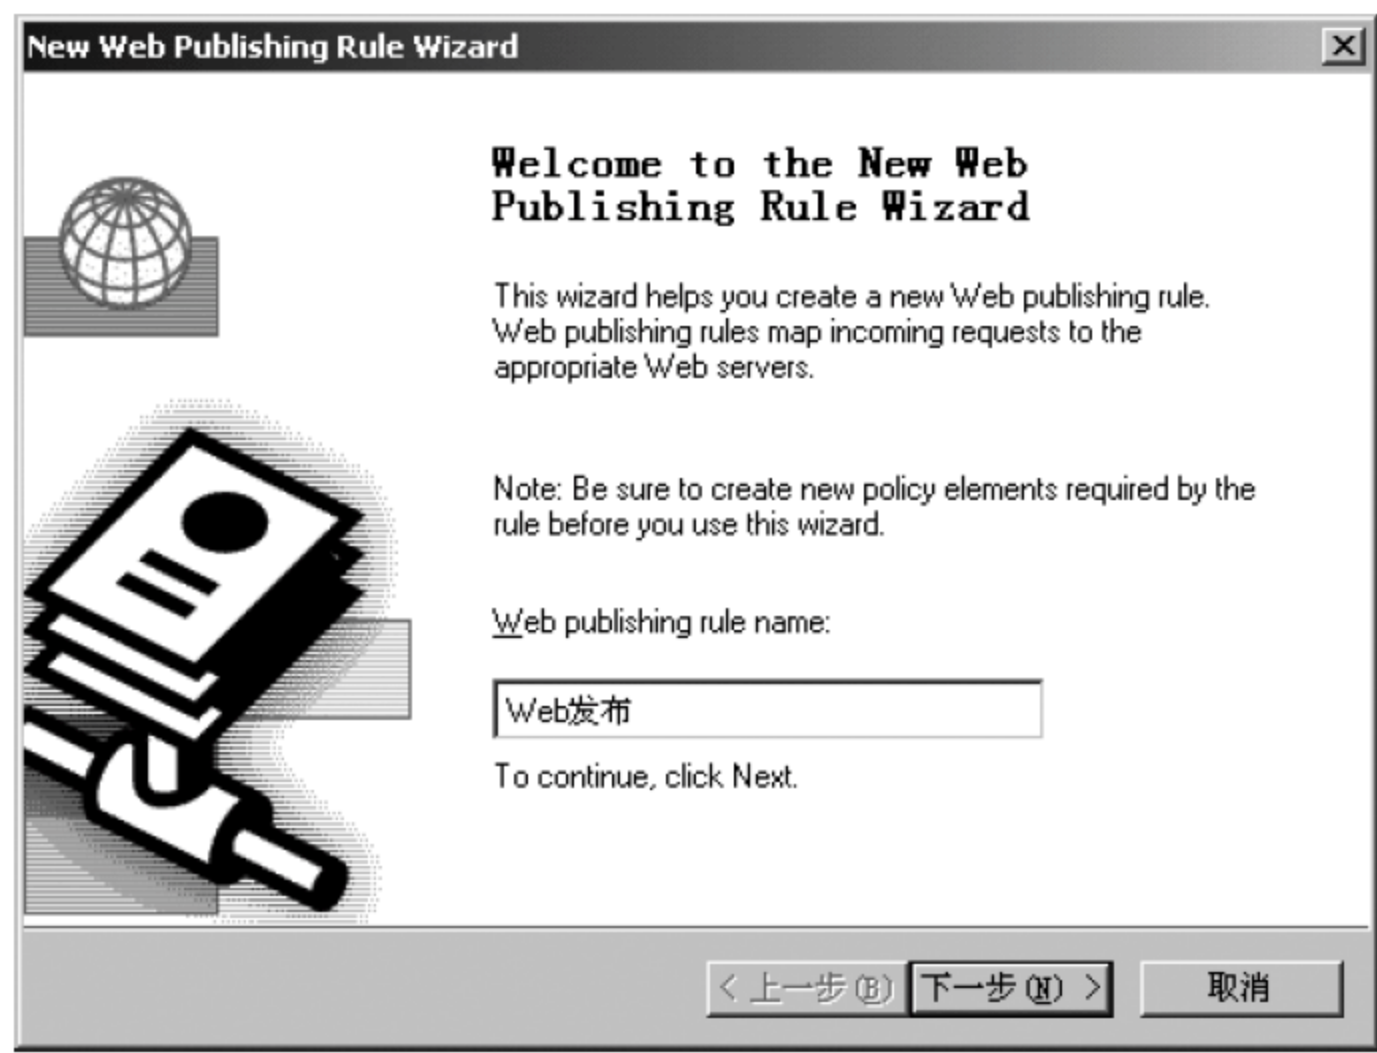 New Web Publishing Rule Wizard
Welcome to the New Web
Publishing Rule Wizard
This wizard helps you create a new Web publishing rule.
Web publishing rules map incoming requests to the
appropriate Web servers.
Note: Be sure to create new policy elements required by the
rule before you use this wizard.
Web publishing rule name:
Web发布
To continue, click Next.
< 上一步(B) 下一步(N) > 取消